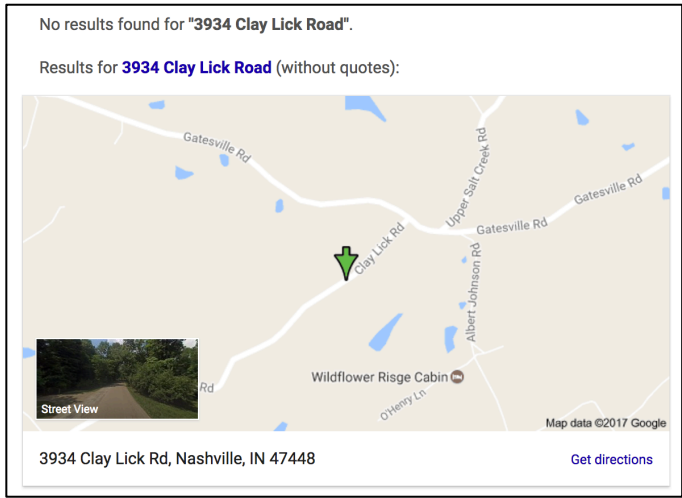 No results found for "3934 Clay Lick Road".
Results for 3934 Clay Lick Road (without quotes):
Gatesville Rd
Upper Salt Creek Rd
Gatesville Rd
Gatesville Rd
Clay Lick Rd
Albert Johnson Rd
Wildflower Risge Cabin
Rd
O'Henry Ln
Street View
Map data ©2017 Google
3934 Clay Lick Rd, Nashville, IN 47448
Get directions